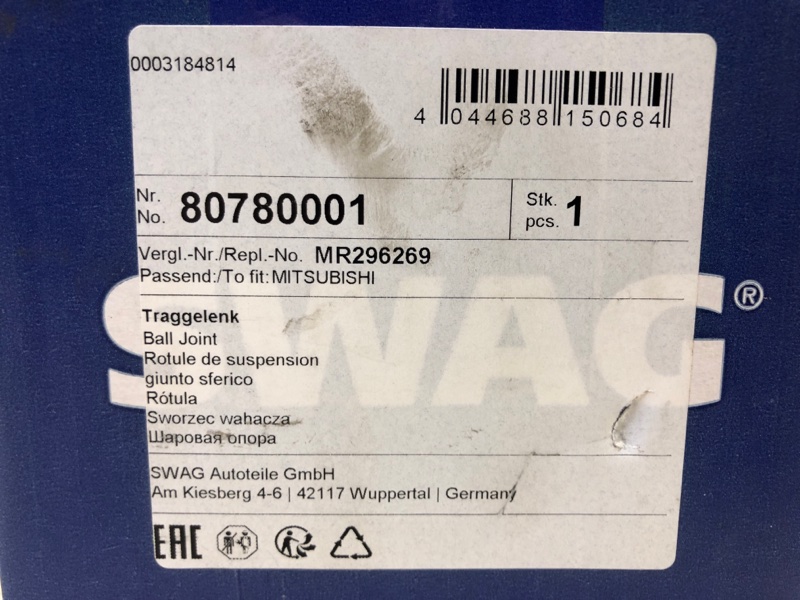 0003184814
4 044688 150684
Nr.
No. 80780001
Stk.
pcs. 1
Vergl.-Nr./Repl.-No. MR296269
Passend:/To fit: MITSUBISHI
Traggelenk
Ball Joint
Rotule de suspension
giunto sferico
Rótula
Sworzec wahacza
Шаровая опора
SWAG®
SWAG Autoteile GmbH
Am Kiesberg 4-6 | 42117 Wuppertal | Germany
EAC